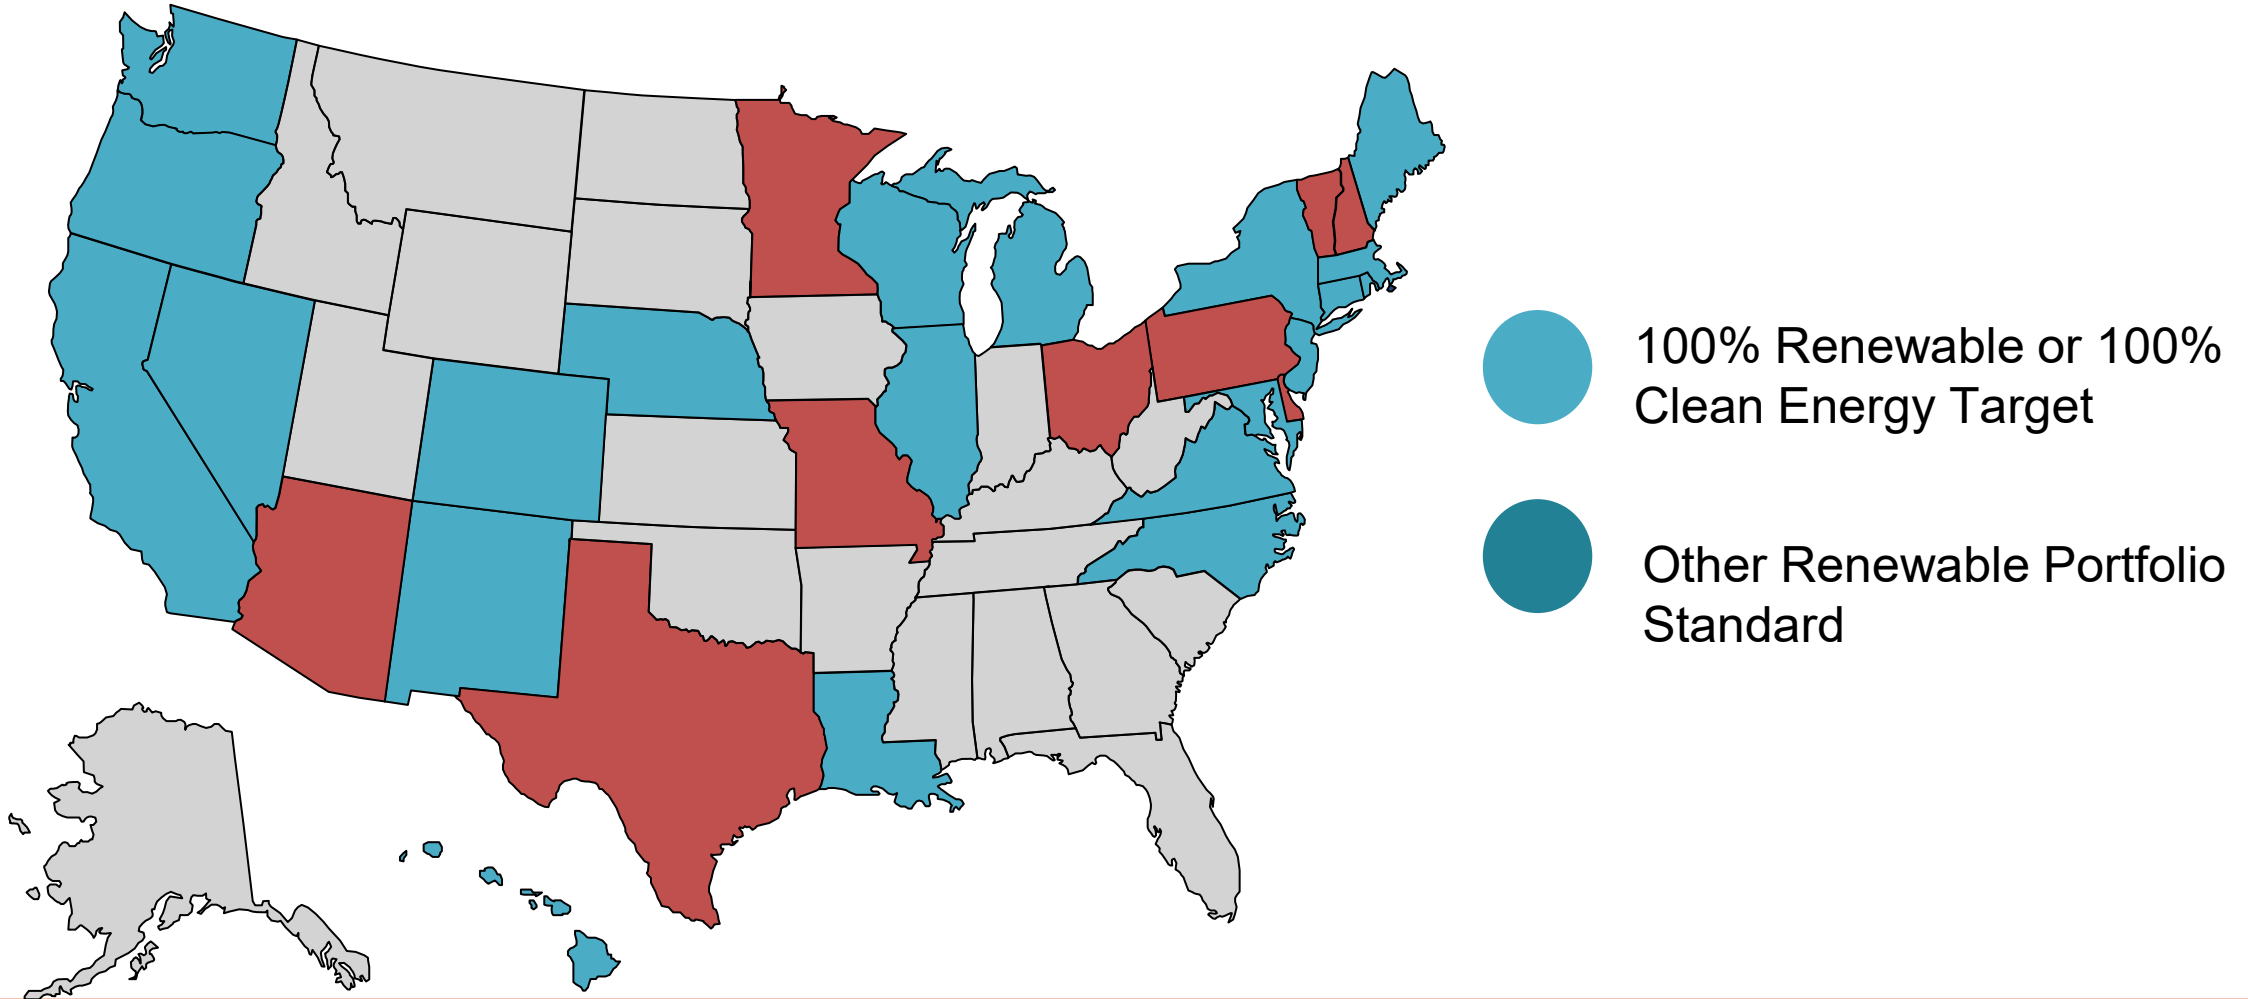 100% Renewable or 100%
Clean Energy Target
Other Renewable Portfolio
Standard